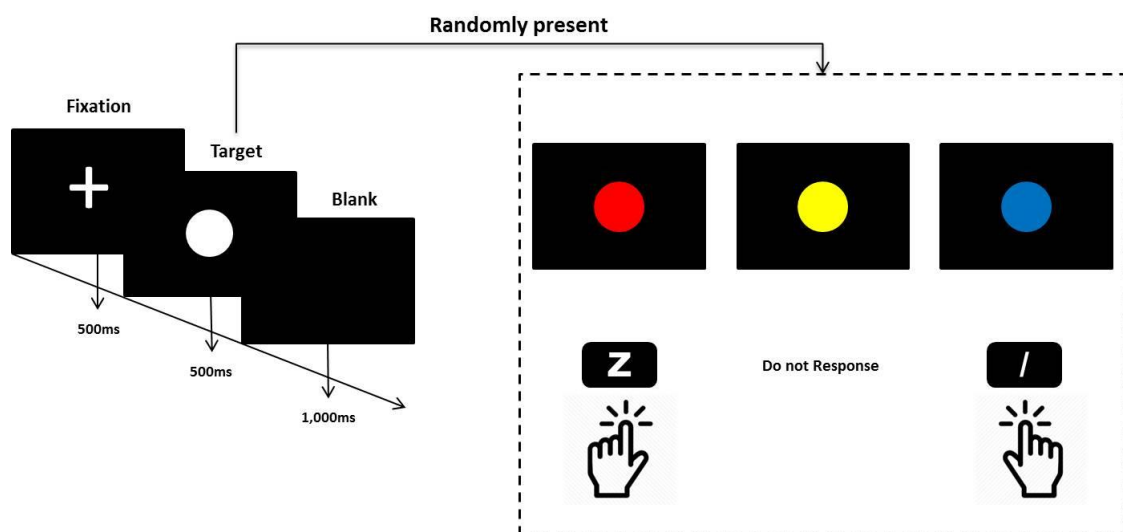 Randomly present
Fixation
Target
Blank
500ms
500ms
1,000ms
Z
Do not Response
/